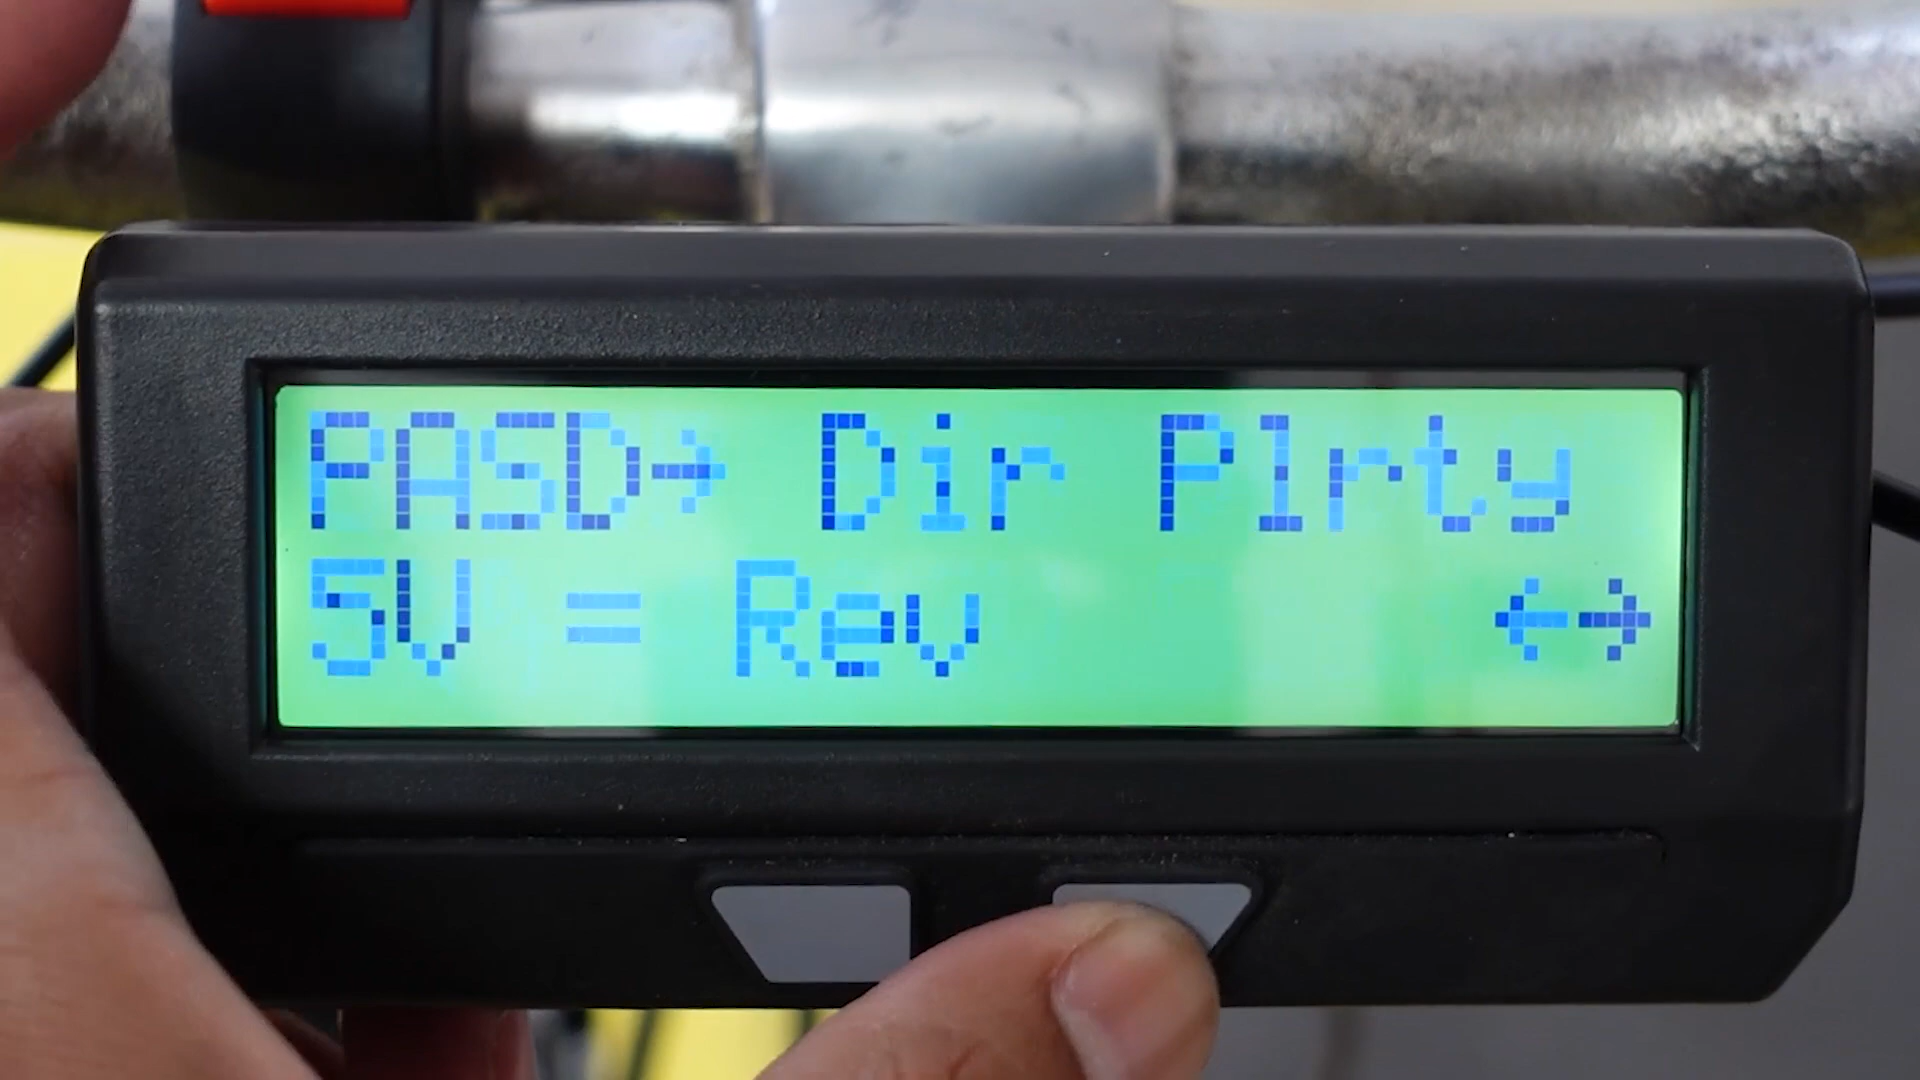 PASD→ Dir Plrty
5V = Rev ←→